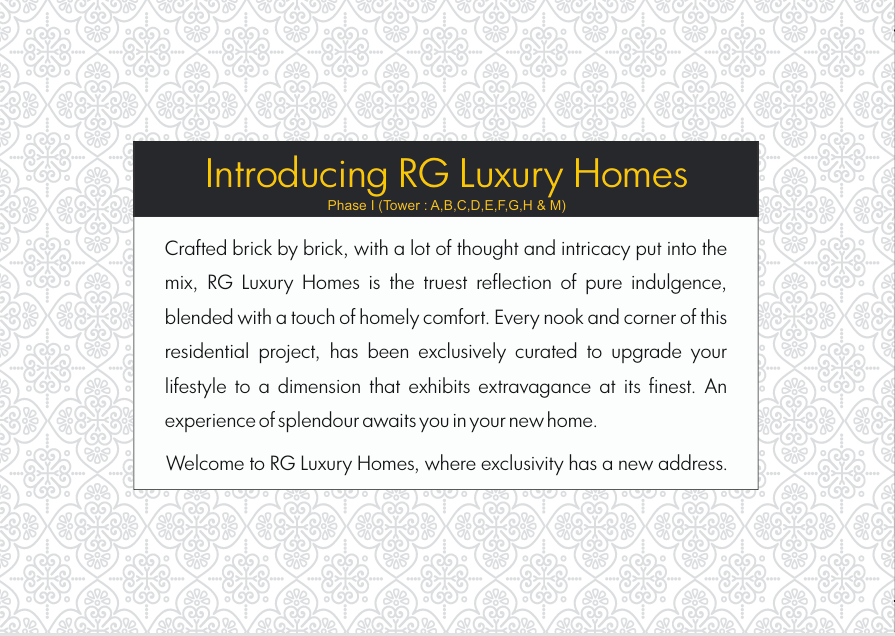 Introducing RG Luxury Homes
Phase I (Tower : A,B,C,D,E,F,G,H & M)
Crafted brick by brick, with a lot of thought and intricacy put into the
mix, RG Luxury Homes is the truest reflection of pure indulgence,
blended with a touch of homely comfort. Every nook and corner of this
residential project, has been exclusively curated to upgrade your
lifestyle to a dimension that exhibits extravagance at its finest. An
experience of splendour awaits you in your new home.
Welcome to RG Luxury Homes, where exclusivity has a new address.